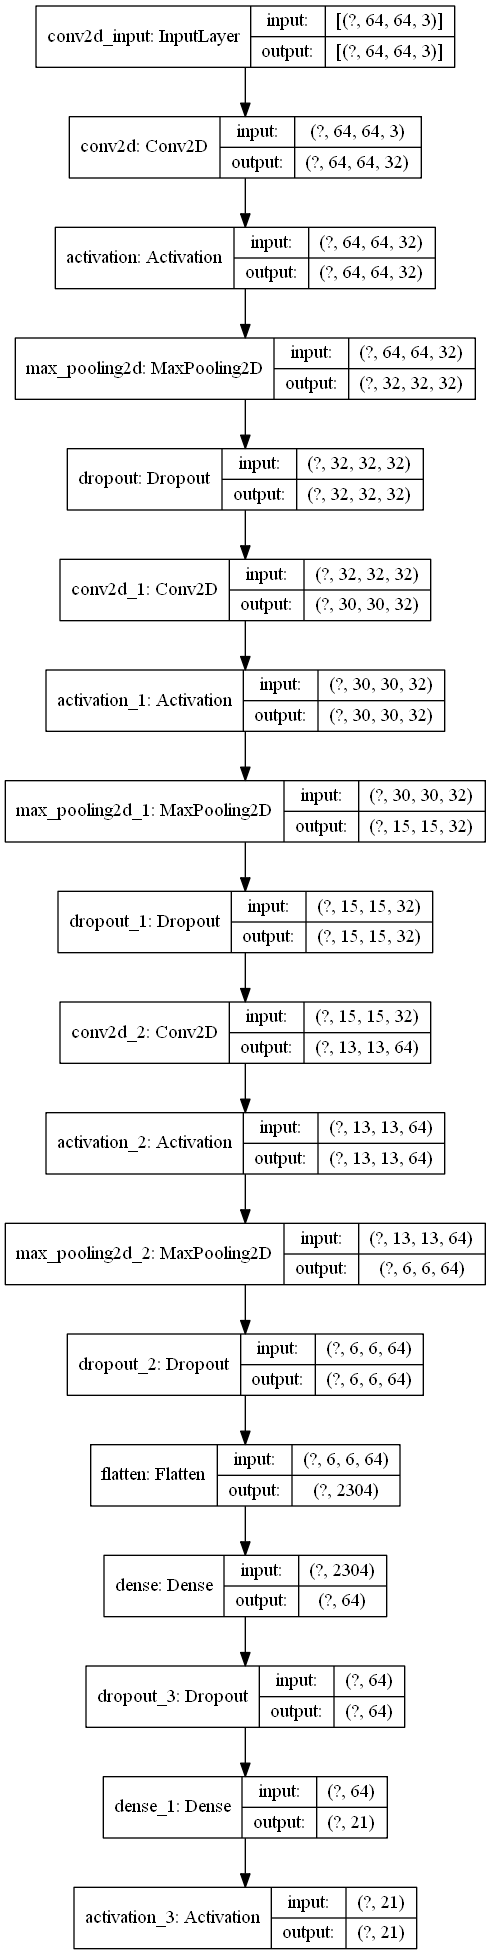 conv2d_input: InputLayer
input: [(?, 64, 64, 3)]
output: [(?, 64, 64, 3)]
conv2d: Conv2D
input: (?, 64, 64, 3)
output: (?, 64, 64, 32)
activation: Activation
input: (?, 64, 64, 32)
output: (?, 64, 64, 32)
max_pooling2d: MaxPooling2D
input: (?, 64, 64, 32)
output: (?, 32, 32, 32)
dropout: Dropout
input: (?, 32, 32, 32)
output: (?, 32, 32, 32)
conv2d_1: Conv2D
input: (?, 32, 32, 32)
output: (?, 30, 30, 32)
activation_1: Activation
input: (?, 30, 30, 32)
output: (?, 30, 30, 32)
max_pooling2d_1: MaxPooling2D
input: (?, 30, 30, 32)
output: (?, 15, 15, 32)
dropout_1: Dropout
input: (?, 15, 15, 32)
output: (?, 15, 15, 32)
conv2d_2: Conv2D
input: (?, 15, 15, 32)
output: (?, 13, 13, 64)
activation_2: Activation
input: (?, 13, 13, 64)
output: (?, 13, 13, 64)
max_pooling2d_2: MaxPooling2D
input: (?, 13, 13, 64)
output: (?, 6, 6, 64)
dropout_2: Dropout
input: (?, 6, 6, 64)
output: (?, 6, 6, 64)
flatten: Flatten
input: (?, 6, 6, 64)
output: (?, 2304)
dense: Dense
input: (?, 2304)
output: (?, 64)
dropout_3: Dropout
input: (?, 64)
output: (?, 64)
dense_1: Dense
input: (?, 64)
output: (?, 21)
activation_3: Activation
input: (?, 21)
output: (?, 21)